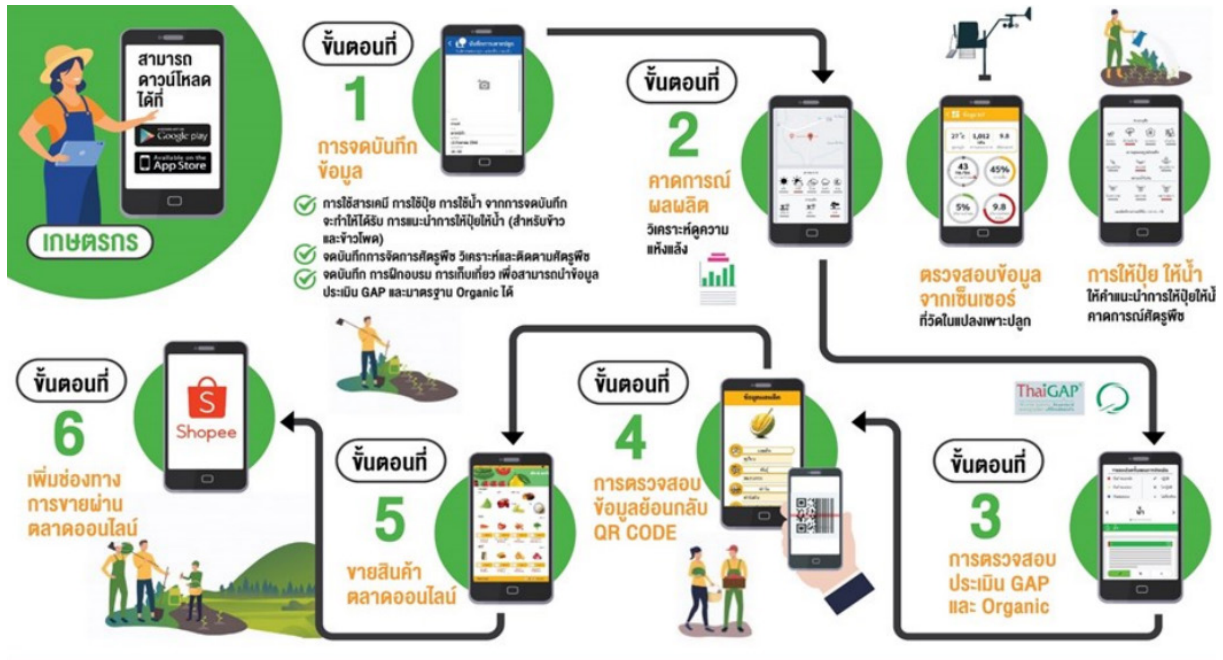 สามารถ
ดาวน์โหลด
ได้ที่
Google play
Available on the
App Store
เกษตรกร
ขั้นตอนที่
1
การจดบันทึก
ข้อมูล
การใช้สารเคมี การใช้ปุ๋ย การใช้น้ำ จากการจดบันทึก
จะทำให้ได้รับ การแนะนำการให้ปุ๋ยให้น้ำ (สำหรับข้าว
และข้าวโพด)
จดบันทึกการจัดการศัตรูพืช วิเคราะห์และติดตามศัตรูพืช
จดบันทึก การฝึกอบรม การเก็บเกี่ยว เพื่อสามารถนำข้อมูล
ประเมิน GAP และมาตรฐาน Organic ได้
ขั้นตอนที่
2
คาดการณ์
ผลผลิต
วิเคราะห์ดูความ
แห้งแล้ง
27
1,012
9.8
43
45%
5%
9.8
ตรวจสอบข้อมูล
จากเซ็นเซอร์
ที่วัดในแปลงเพาะปลูก
การให้ปุ๋ย ให้น้ำ
ให้คำแนะนำการให้ปุ๋ยให้น้ำ
คาดการณ์ศัตรูพืช
ThaiGAP
ขั้นตอนที่
3
การตรวจสอบ
ประเมิน GAP
และ Organic
น้ำ
ขั้นตอนที่
4
การตรวจสอบ
ข้อมูลย้อนกลับ
QR CODE
ข้อมูลผลผลิต
ขั้นตอนที่
5
ขายสินค้า
ตลาดออนไลน์
ขั้นตอนที่
6
เพิ่มช่องทาง
การขายผ่าน
ตลาดออนไลน์
S
Shopee